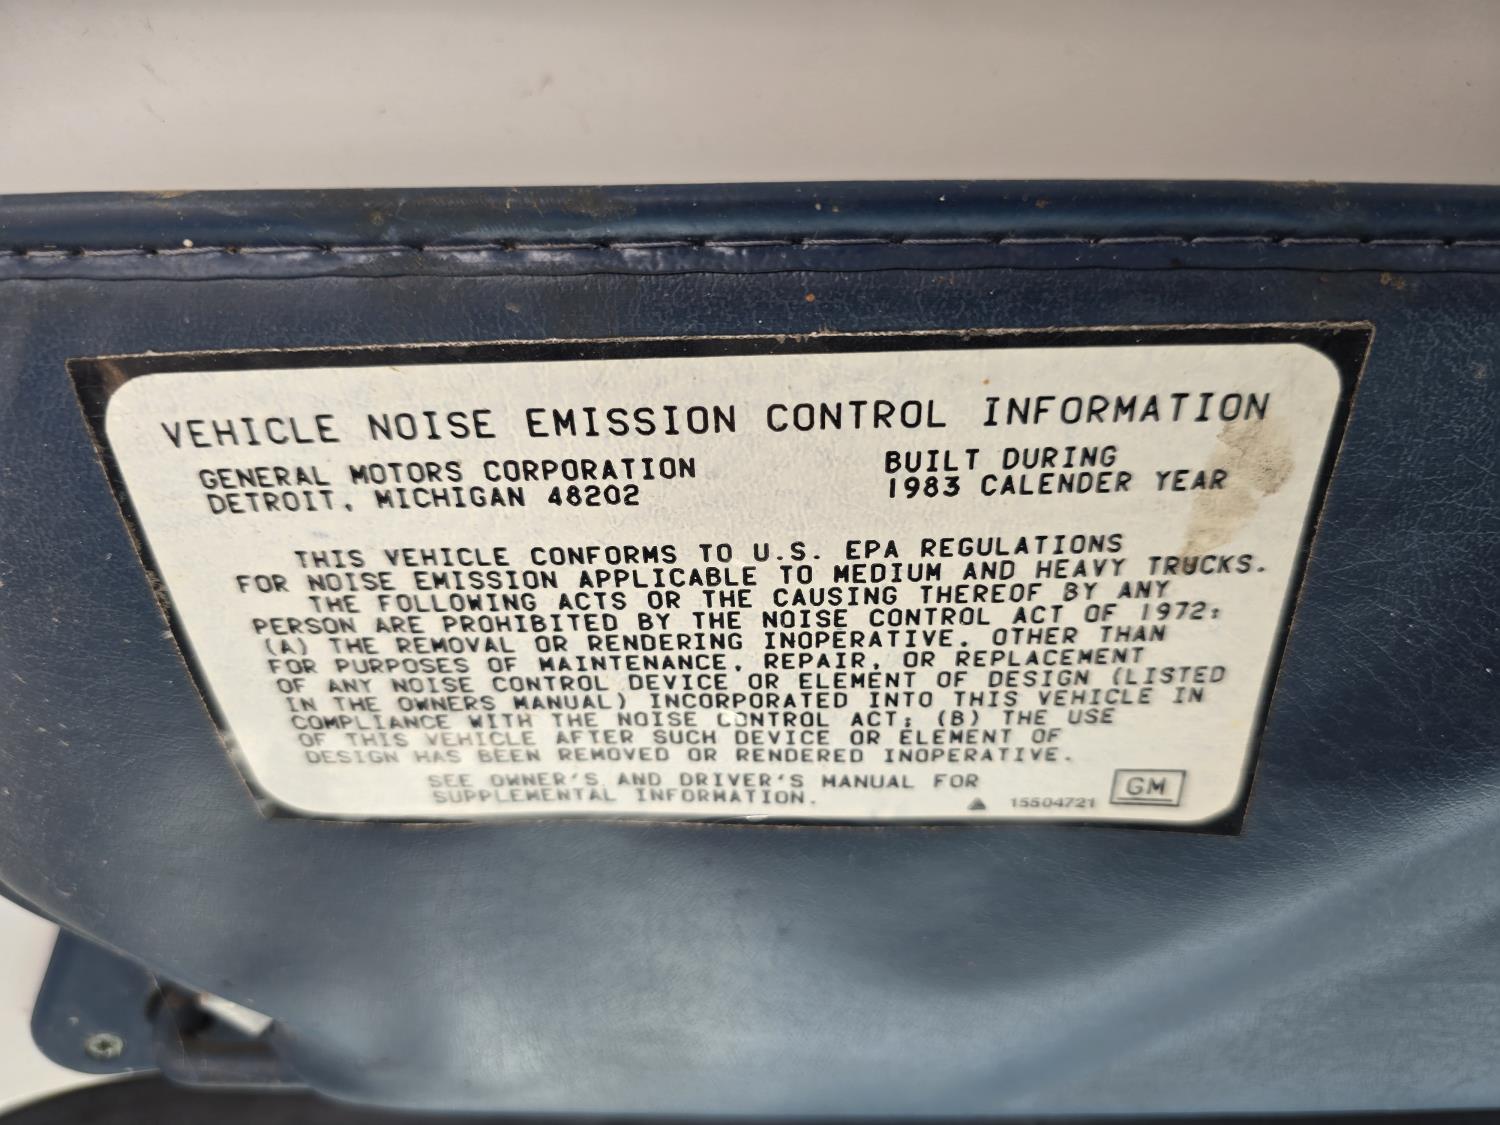 VEHICLE NOISE EMISSION CONTROL INFORMATION
GENERAL MOTORS CORPORATION
DETROIT, MICHIGAN 48202
BUILT DURING
1983 CALENDER YEAR
THIS VEHICLE CONFORMS TO U.S. EPA REGULATIONS
FOR NOISE EMISSION APPLICABLE TO MEDIUM AND HEAVY TRUCKS.
THE FOLLOWING ACTS OR THE CAUSING THEREOF BY ANY
PERSON ARE PROHIBITED BY THE NOISE CONTROL ACT OF 1972:
(A) THE REMOVAL OR RENDERING INOPERATIVE, OTHER THAN
FOR PURPOSES OF MAINTENANCE, REPAIR, OR REPLACEMENT
OF ANY NOISE CONTROL DEVICE OR ELEMENT OF DESIGN (LISTED
IN THE OWNERS MANUAL) INCORPORATED INTO THIS VEHICLE IN
COMPLIANCE WITH THE NOISE CONTROL ACT; (B) THE USE
OF THIS VEHICLE AFTER SUCH DEVICE OR ELEMENT OF
DESIGN HAS BEEN REMOVED OR RENDERED INOPERATIVE.
SEE OWNER'S AND DRIVER'S MANUAL FOR
SUPPLEMENTAL INFORMATION.
15504721
GM